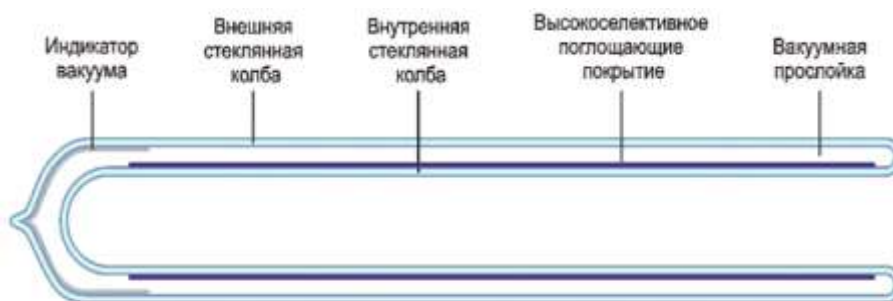 Индикатор
вакуума
Внешняя
стеклянная
колба
Внутренняя
стеклянная
колба
Высокоселективное
поглощающие
покрытие
Вакуумная
прослойка